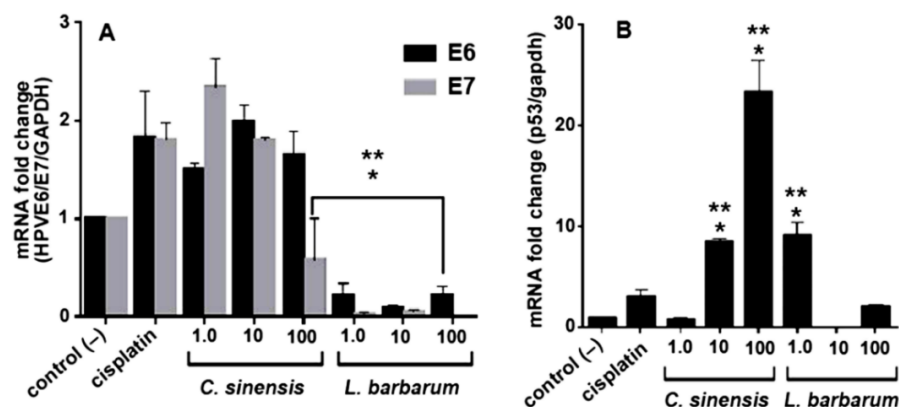 A
mRNA fold change
(HPVE6/E7/GAPDH)
3
2
1
0
E6
E7
**
*
control (–)
cisplatin
1.0 10 100
1.0 10 100
C. sinensis
L. barbarum
B
mRNA fold change (p53/gapdh)
30
20
10
0
**
*
**
*
**
*
control (–)
cisplatin
1.0 10 100
1.0 10 100
C. sinensis
L. barbarum